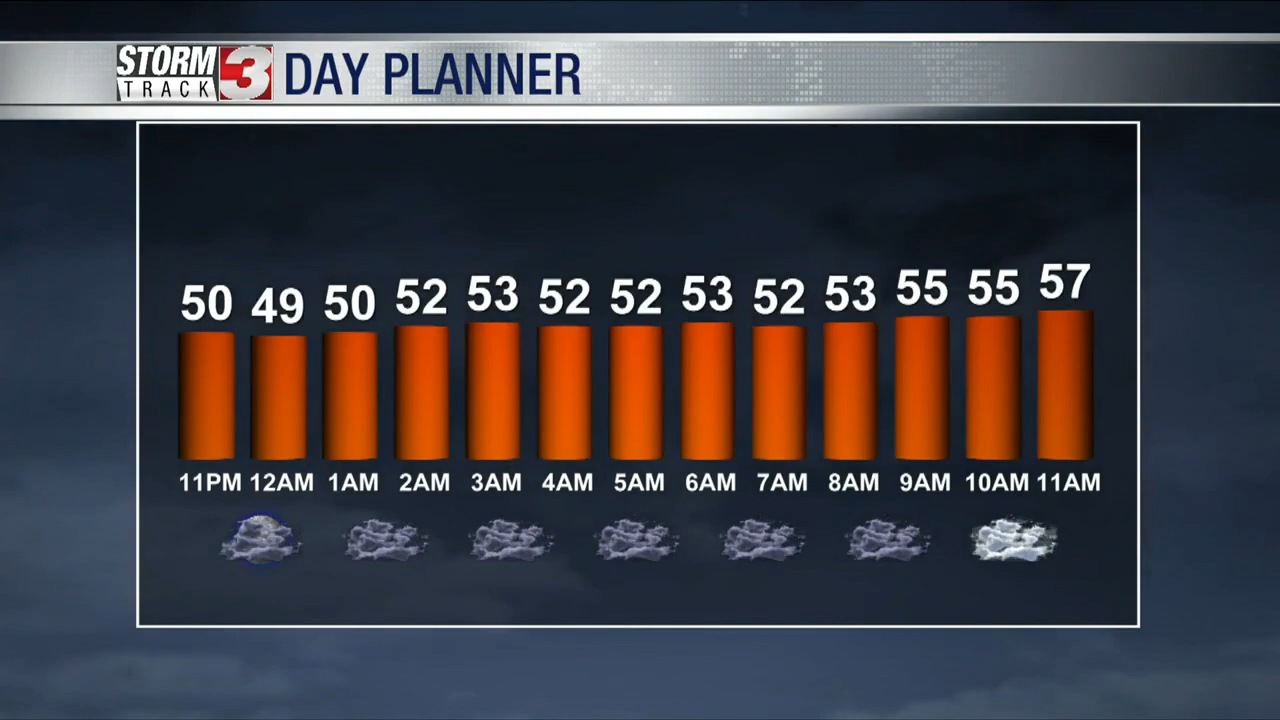 STORM
TRACK 3 DAY PLANNER
50 49 50 52 53 52 52 53 52 53 55 55 57
11PM 12AM 1AM 2AM 3AM 4AM 5AM 6AM 7AM 8AM 9AM 10AM 11AM